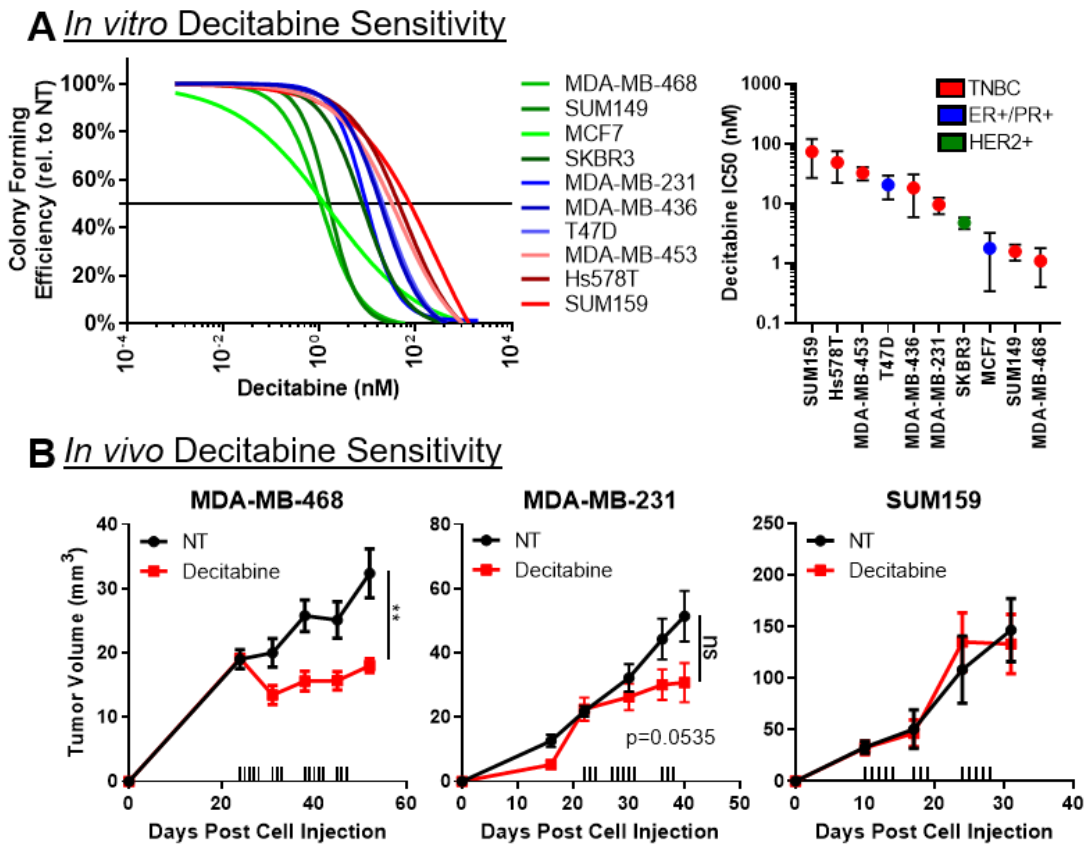 A In vitro Decitabine Sensitivity
Colony Forming
Efficiency (rel. to NT)
100%
80%
60%
40%
20%
0%
10⁻⁴
10⁻²
10⁰
10²
10⁴
Decitabine (nM)
MDA-MB-468
SUM149
MCF7
SKBR3
MDA-MB-231
MDA-MB-436
T47D
MDA-MB-453
Hs578T
SUM159
Decitabine IC50 (nM)
1000
100
10
1
0.1
TNBC
ER+/PR+
HER2+
SUM159
Hs578T
MDA-MB-453
T47D
MDA-MB-436
MDA-MB-231
SKBR3
MCF7
SUM149
MDA-MB-468
B In vivo Decitabine Sensitivity
MDA-MB-468
Tumor Volume (mm³)
40
30
20
10
0
NT
Decitabine
**
0
20
40
60
Days Post Cell Injection
MDA-MB-231
80
60
40
20
0
NT
Decitabine
ns
p=0.0535
0
10
20
30
40
50
Days Post Cell Injection
SUM159
250
200
150
100
50
0
NT
Decitabine
0
10
20
30
40
Days Post Cell Injection